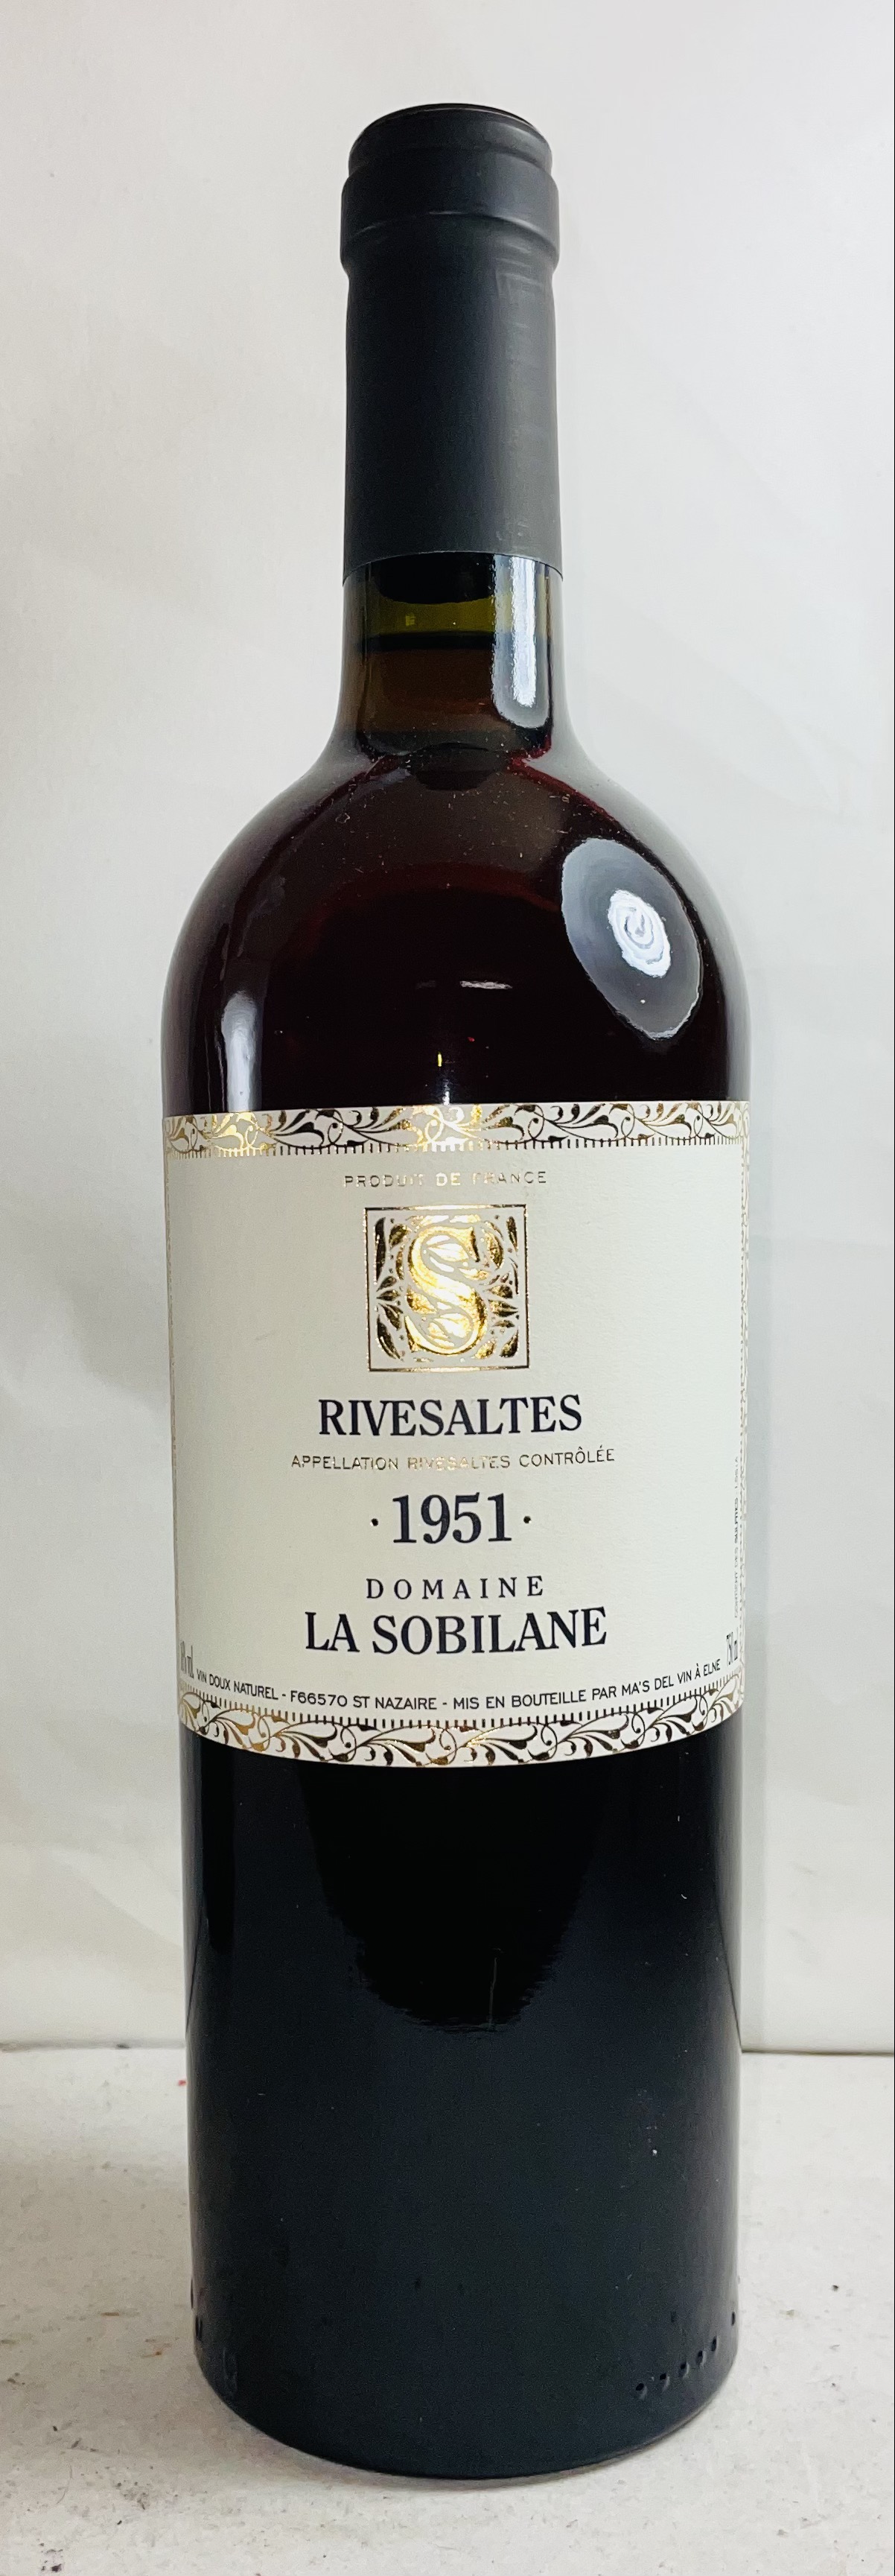 PRODUIT DE FRANCE
S
RIVESALTES
APPELLATION RIVESALTES CONTRÔLÉE
·1951·
DOMAINE
LA SOBILANE
VIN DOUX NATUREL - F66570 ST NAZAIRE - MIS EN BOUTEILLE PAR MA'S DEL VIN À ELNE